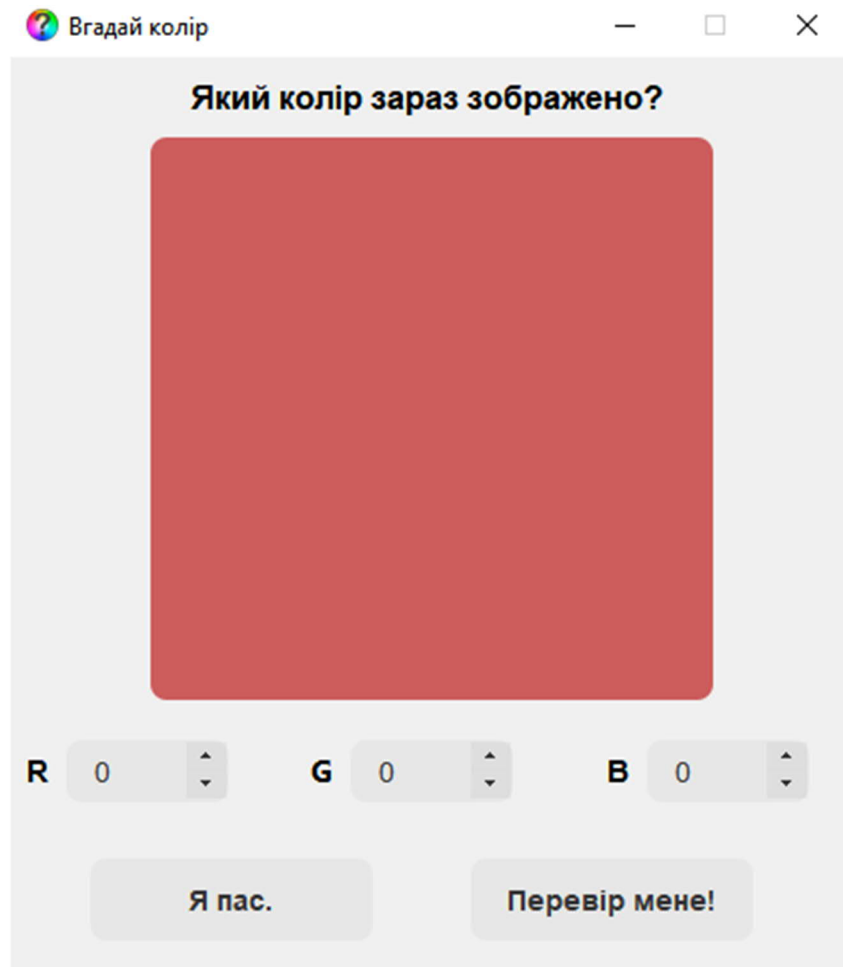 Вгадай колір
Який колір зараз зображено?
R 0 G 0 B 0
Я пас. Перевір мене!